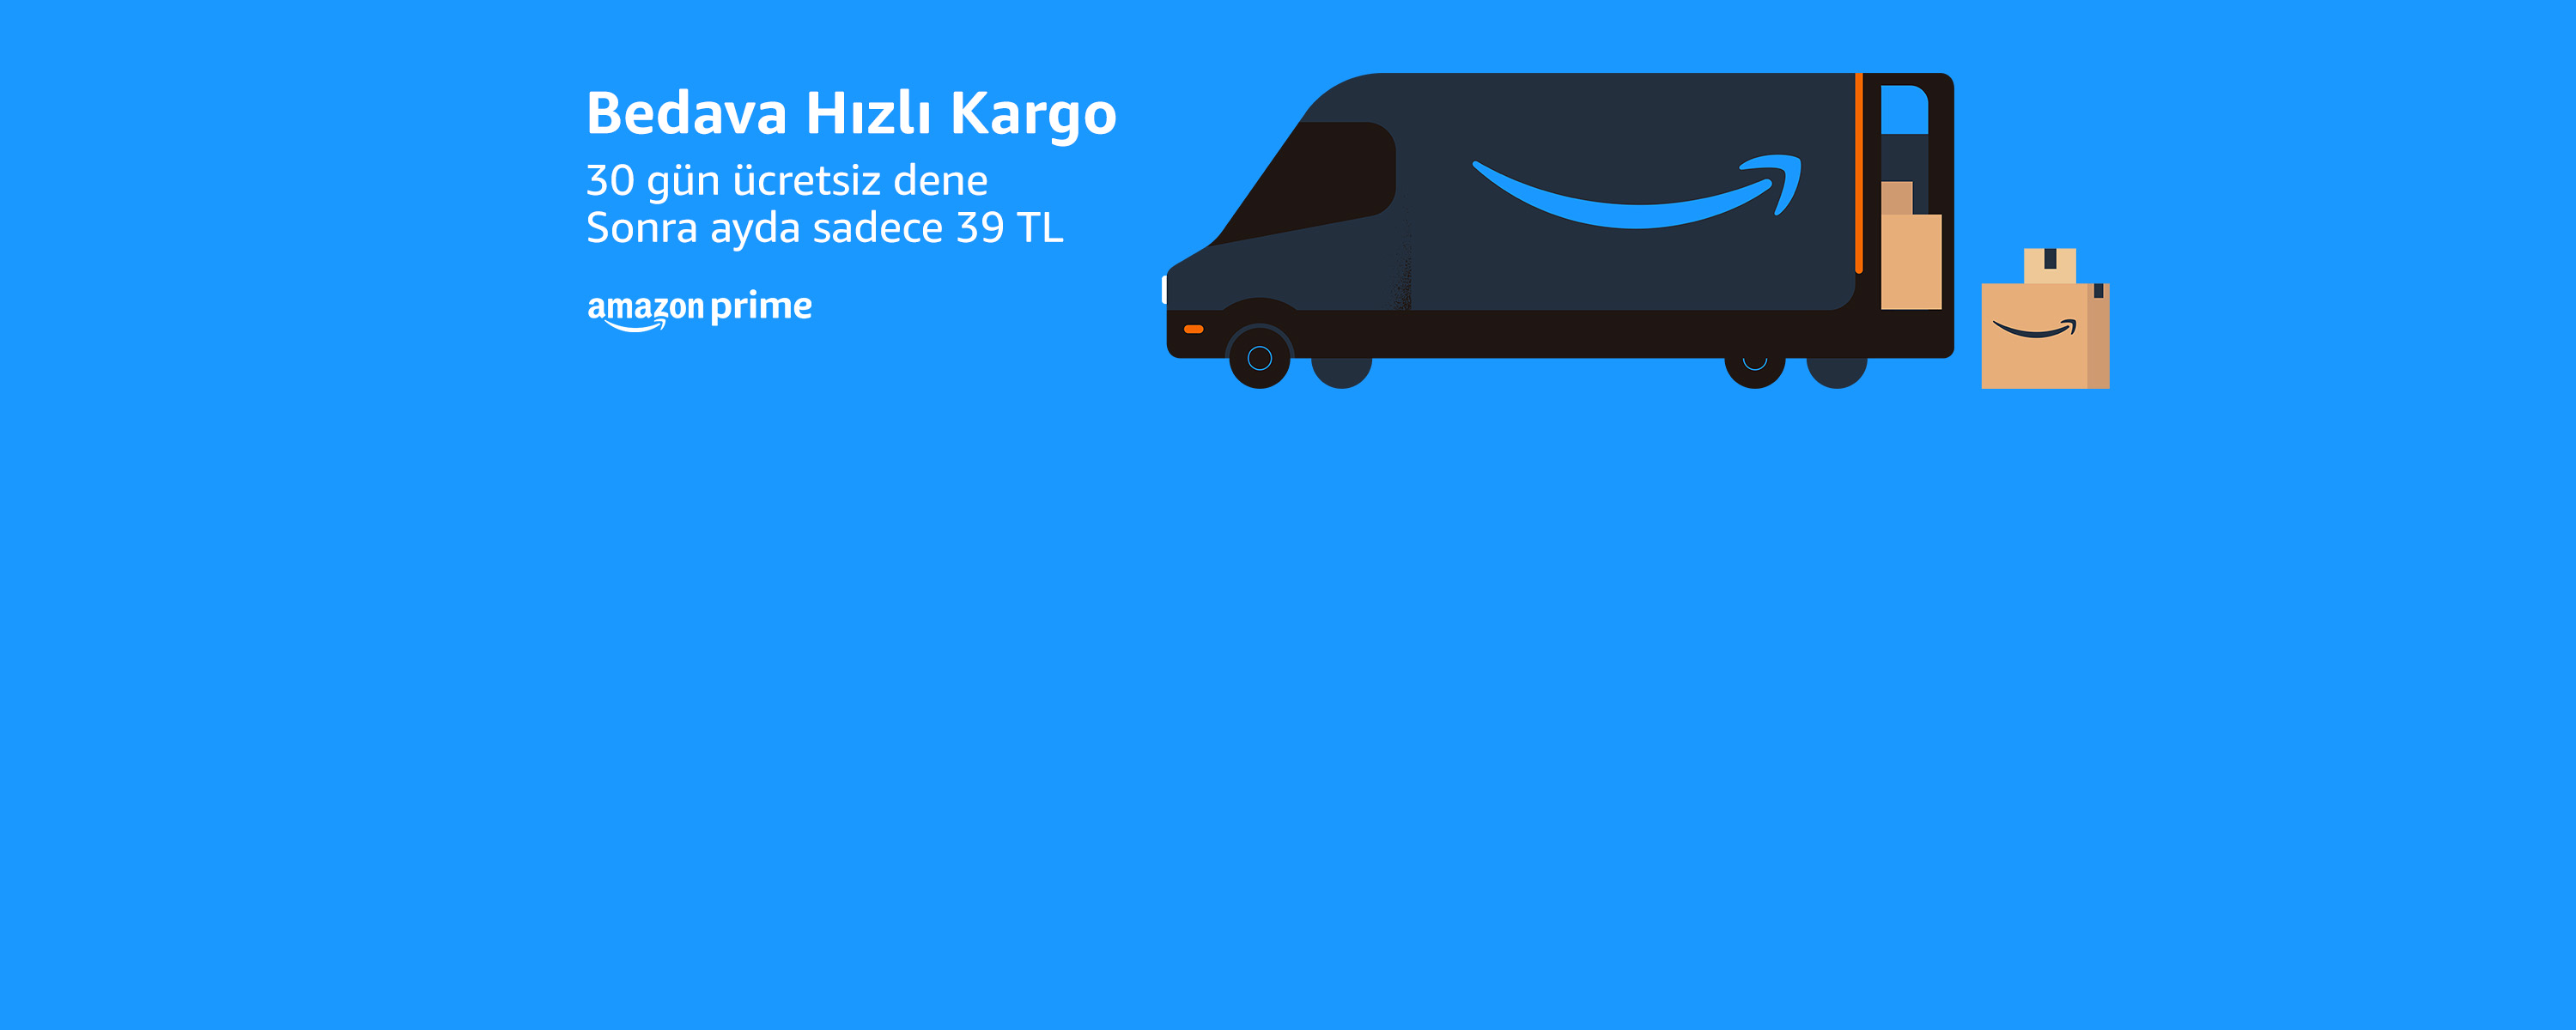 Bedava Hızlı Kargo
30 gün ücretsiz dene
Sonra ayda sadece 39 TL
amazon prime